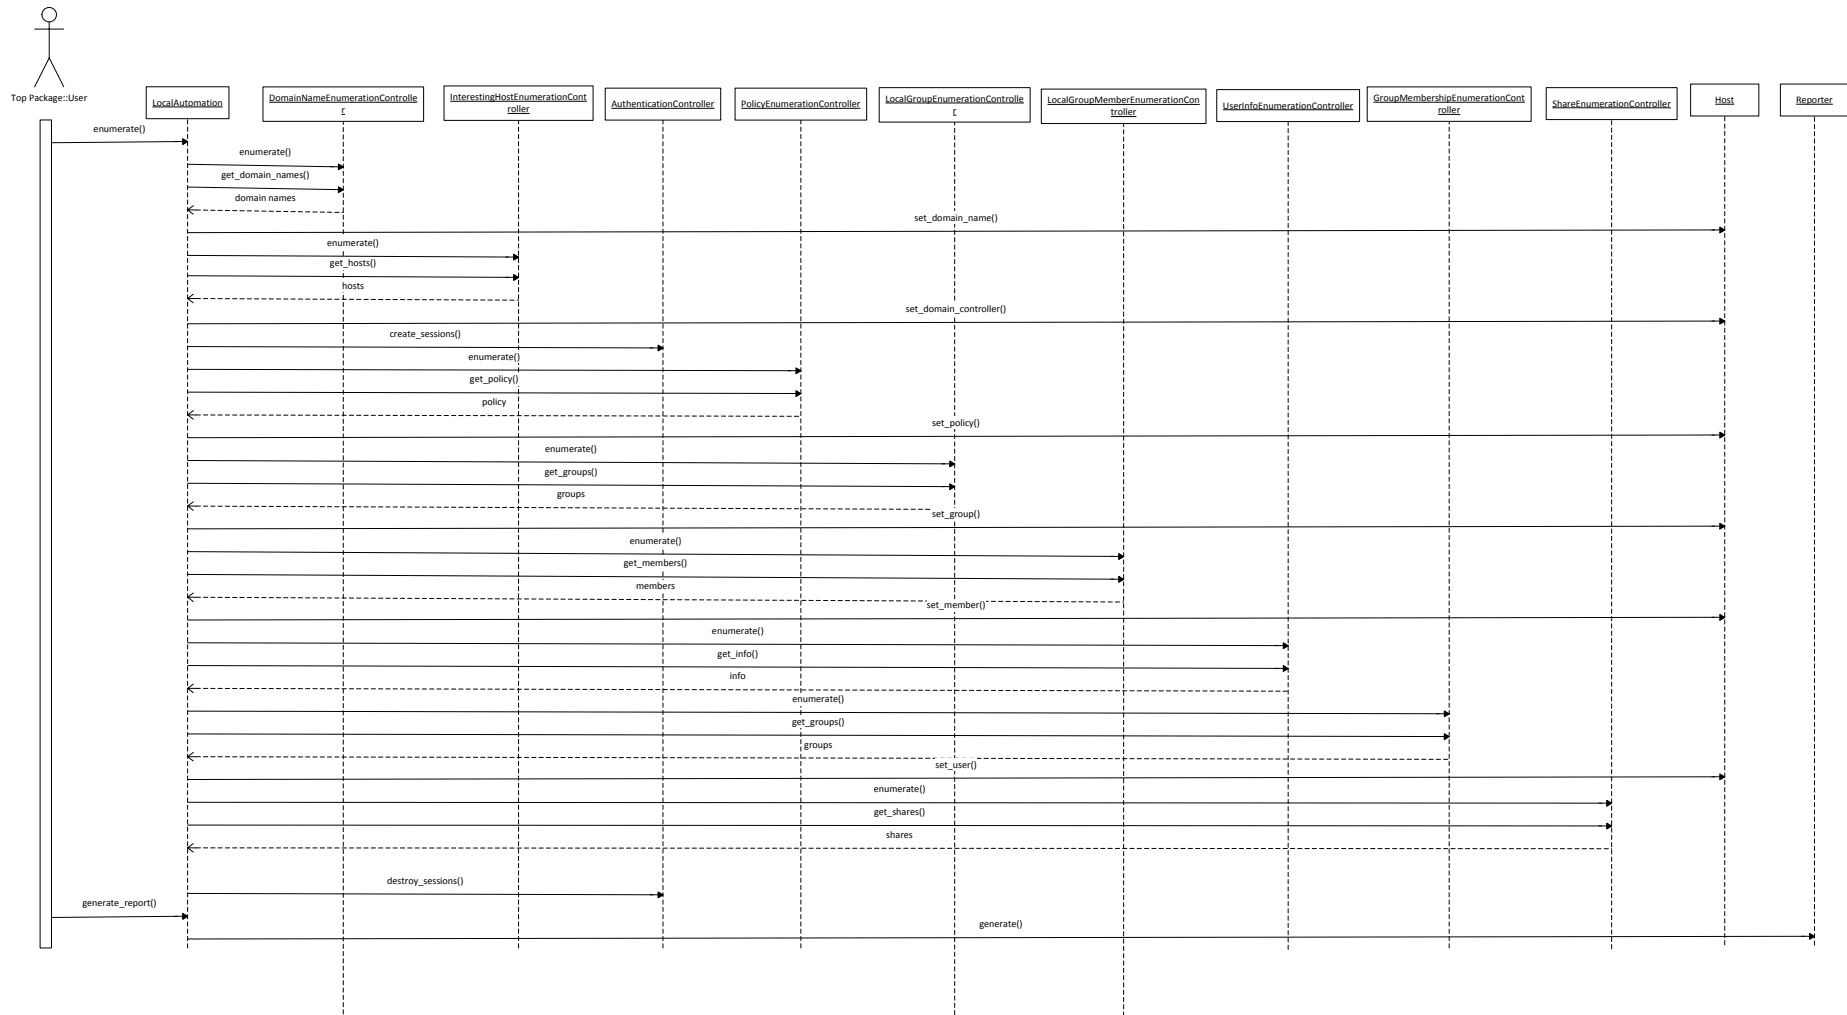 Top Package::User
LocalAutomation
DomainNameEnumerationControlle
r
InterestingHostEnumerationCont
roller
AuthenticationController
PolicyEnumerationController
LocalGroupEnumerationControlle
r
LocalGroupMemberEnumerationCon
troller
UserInfoEnumerationController
GroupMembershipEnumerationCont
roller
ShareEnumerationController
Host
Reporter
enumerate()
enumerate()
get_domain_names()
domain names
set_domain_name()
enumerate()
get_hosts()
hosts
set_domain_controller()
create_sessions()
enumerate()
get_policy()
policy
set_policy()
enumerate()
get_groups()
groups
set_group()
enumerate()
get_members()
members
set_member()
enumerate()
get_info()
info
enumerate()
get_groups()
groups
set_user()
enumerate()
get_shares()
shares
destroy_sessions()
generate_report()
generate()